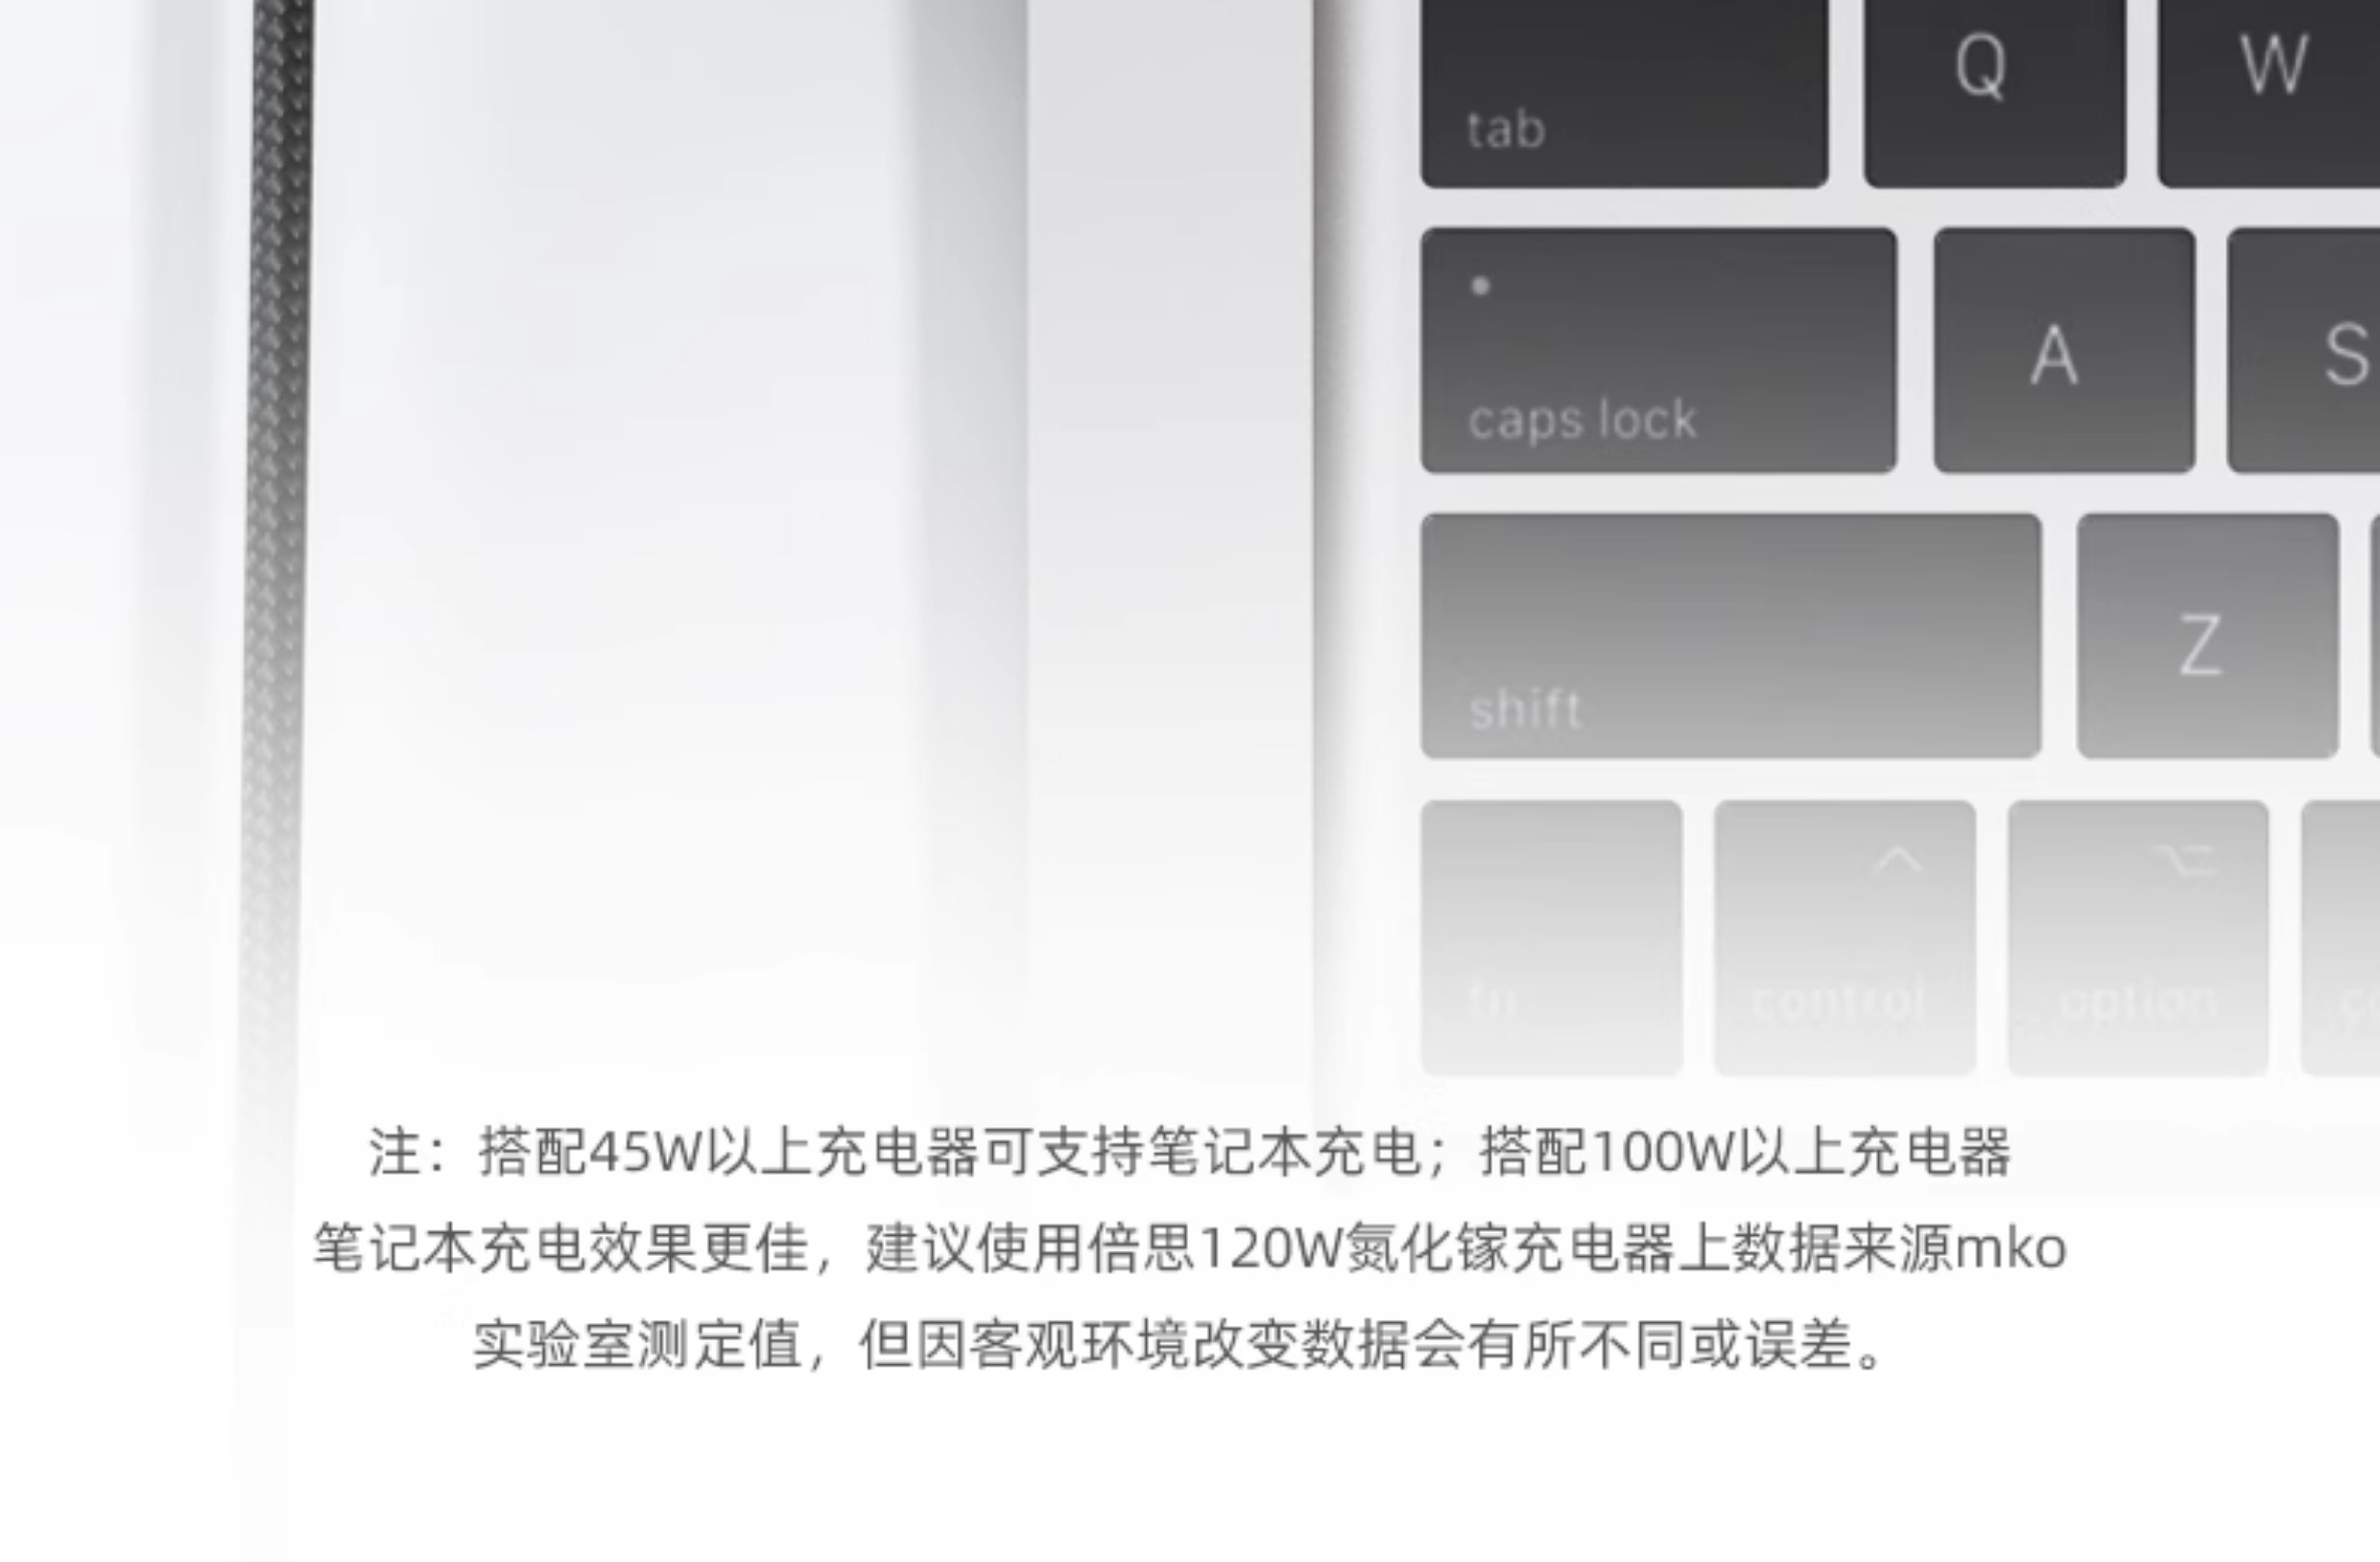 Q W
tab
A S
caps lock
Z
shift
fn control option
注：搭配45W以上充电器可支持笔记本充电；搭配100W以上充电器
笔记本充电效果更佳，建议使用倍思120W氮化镓充电器上数据来源mko
实验室测定值，但因客观环境改变数据会有所不同或误差。